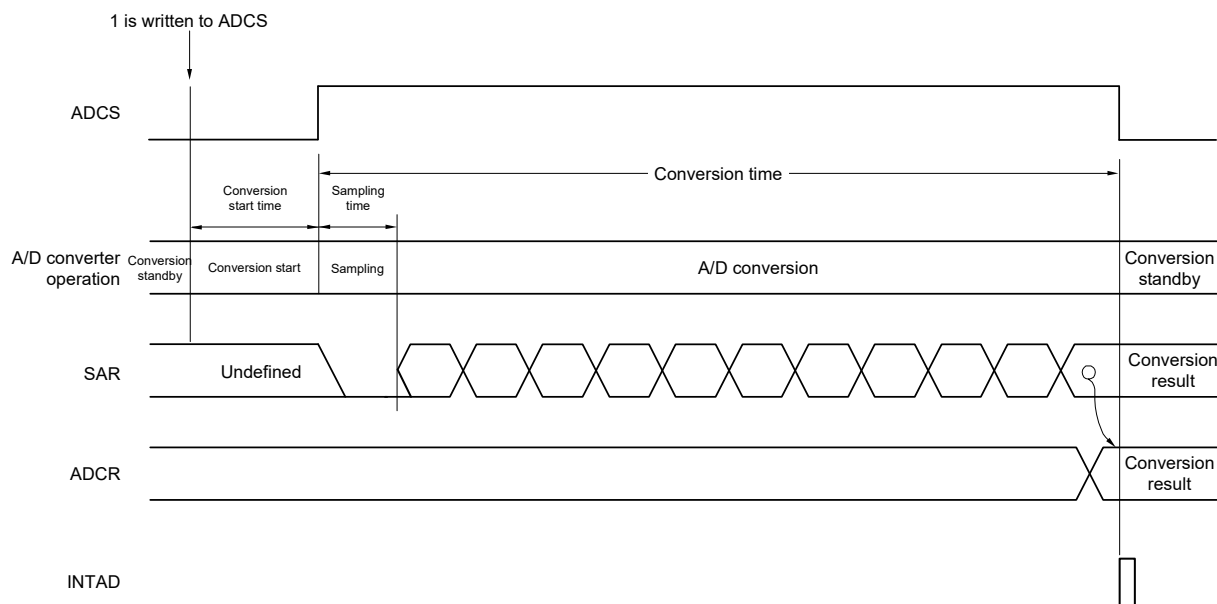 1 is written to ADCS
ADCS
Conversion time
Conversion
start time
Sampling
time
A/D converter
operation
Conversion
standby
Conversion start
Sampling
A/D conversion
Conversion
standby
SAR
Undefined
Conversion
result
ADCR
Conversion
result
INTAD